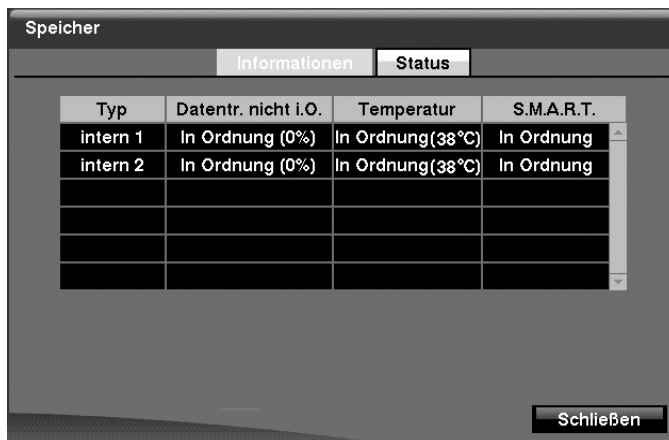 Speicher
Informationen Status
Typ Datentr. nicht i.O. Temperatur S.M.A.R.T.
intern 1 In Ordnung (0%) In Ordnung(38°C) In Ordnung
intern 2 In Ordnung (0%) In Ordnung(38°C) In Ordnung
Schließen